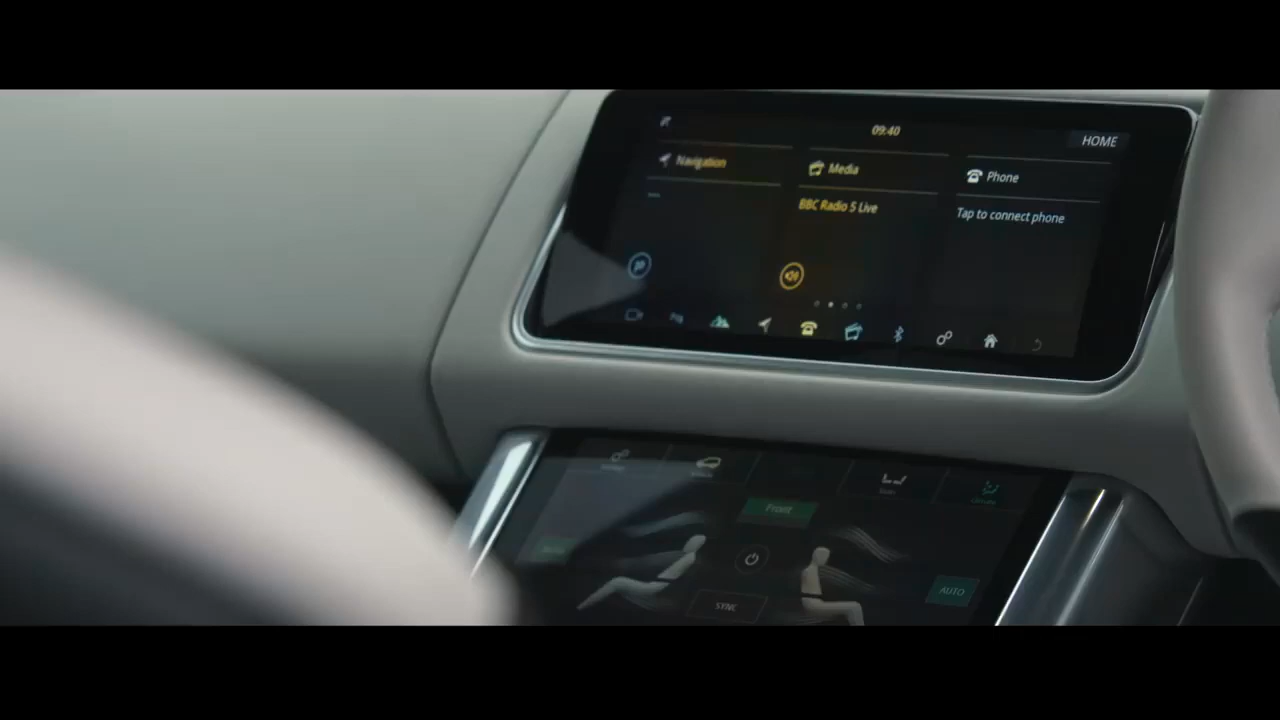 09:40
HOME
Navigation
Media
Phone
BBC Radio 5 Live
Tap to connect phone
Front
SYNC
AUTO